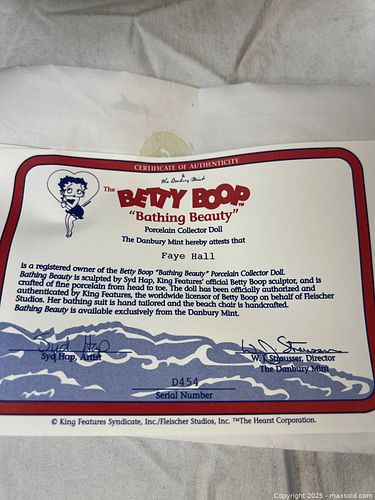 CERTIFICATE OF AUTHENTICITY
The Danbury Mint
The BETTY BOOP™
"Bathing Beauty"
Porcelain Collector Doll
The Danbury Mint hereby attests that
Faye Hall
is a registered owner of the Betty Boop "Bathing Beauty" Porcelain Collector Doll.
Bathing Beauty is sculpted by Syd Hap, King Features' official Betty Boop sculptor, and is
crafted of fine porcelain from head to toe. The doll has been officially authorized and
authenticated by King Features, the worldwide licensor of Betty Boop on behalf of Fleischer
Studios. Her bathing suit is hand tailored and the beach chair is handcrafted.
Bathing Beauty is available exclusively from the Danbury Mint.
Syd Hap
Syd Hap, Artist
W. J. Strausser
W. J. Strausser, Director
The Danbury Mint
D454
Serial Number
© King Features Syndicate, Inc./Fleischer Studios, Inc. ™The Hearst Corporation.
Copyright 2025 - maxsold.com